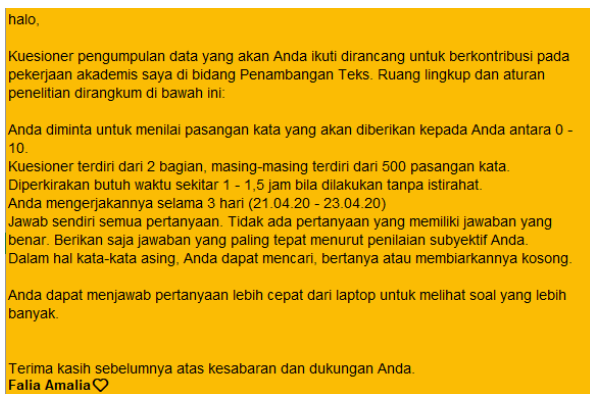 halo,
Kuesioner pengumpulan data yang akan Anda ikuti dirancang untuk berkontribusi pada
pekerjaan akademis saya di bidang Penambangan Teks. Ruang lingkup dan aturan
penelitian dirangkum di bawah ini:
Anda diminta untuk menilai pasangan kata yang akan diberikan kepada Anda antara 0 -
10.
Kuesioner terdiri dari 2 bagian, masing-masing terdiri dari 500 pasangan kata.
Diperkirakan butuh waktu sekitar 1 - 1,5 jam bila dilakukan tanpa istirahat.
Anda mengerjakannya selama 3 hari (21.04.20 - 23.04.20)
Jawab sendiri semua pertanyaan. Tidak ada pertanyaan yang memiliki jawaban yang
benar. Berikan saja jawaban yang paling tepat menurut penilaian subyektif Anda.
Dalam hal kata-kata asing, Anda dapat mencari, bertanya atau membiarkannya kosong.
Anda dapat menjawab pertanyaan lebih cepat dari laptop untuk melihat soal yang lebih
banyak.
Terima kasih sebelumnya atas kesabaran dan dukungan Anda.
Falia Amalia♡